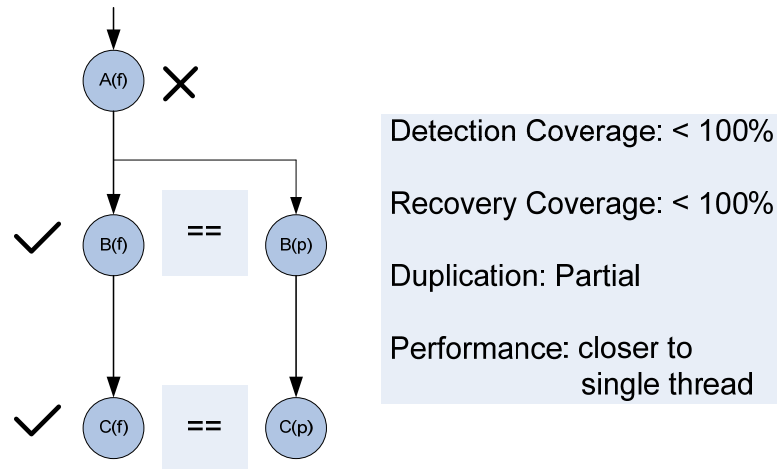 A(f)
Detection Coverage: < 100%
Recovery Coverage: < 100%
B(f)
==
B(p)
Duplication: Partial
Performance: closer to
single thread
C(f)
==
C(p)